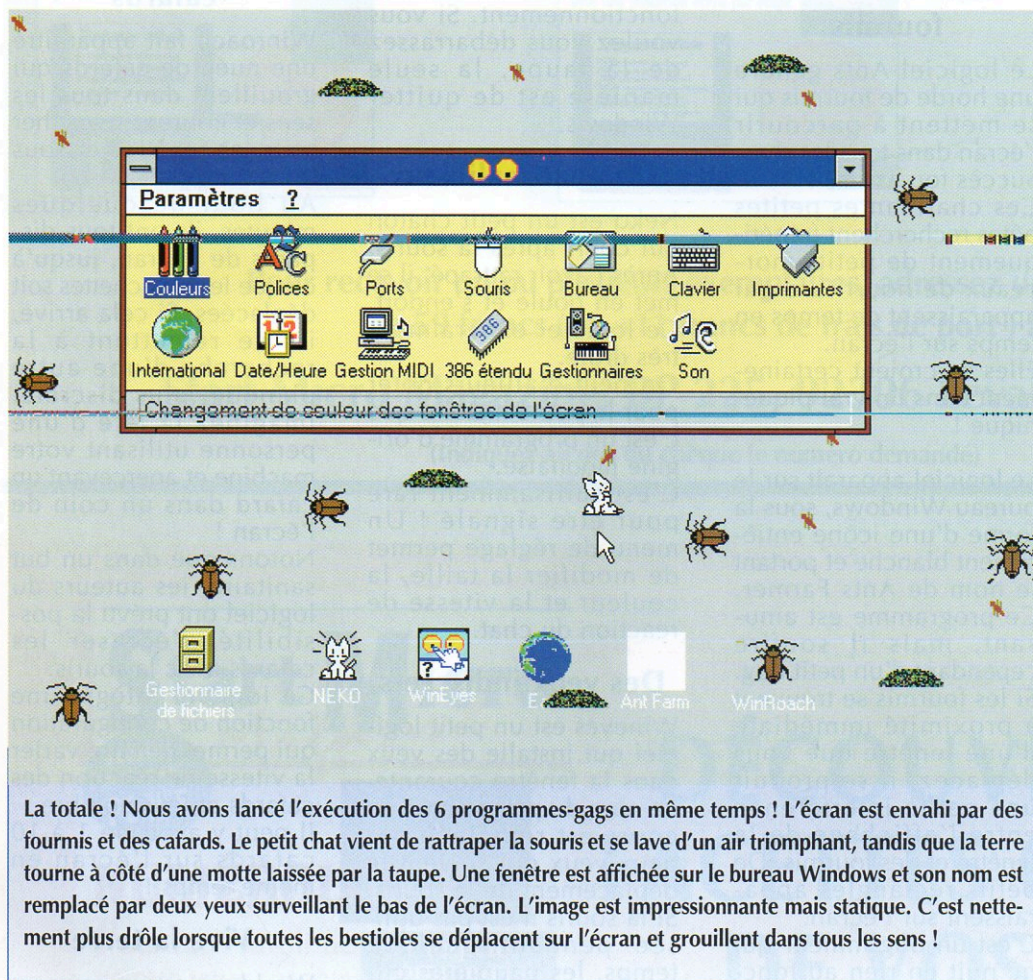 Paramètres ?
Couleurs Polices Ports Souris Bureau Clavier Imprimantes
International Date/Heure Gestion MIDI 386 étendu Gestionnaires Son
Changement de couleur des fenêtres de l'écran
Gestionnaire
de fichiers
NEKO WinEyes Ant Farm WinRoach
La totale ! Nous avons lancé l'exécution des 6 programmes-gags en même temps ! L'écran est envahi par des
fourmis et des cafards. Le petit chat vient de rattraper la souris et se lave d'un air triomphant, tandis que la terre
tourne à côté d'une motte laissée par la taupe. Une fenêtre est affichée sur le bureau Windows et son nom est
remplacé par deux yeux surveillant le bas de l'écran. L'image est impressionnante mais statique. C'est nette-
ment plus drôle lorsque toutes les bestioles se déplacent sur l'écran et grouillent dans tous les sens !